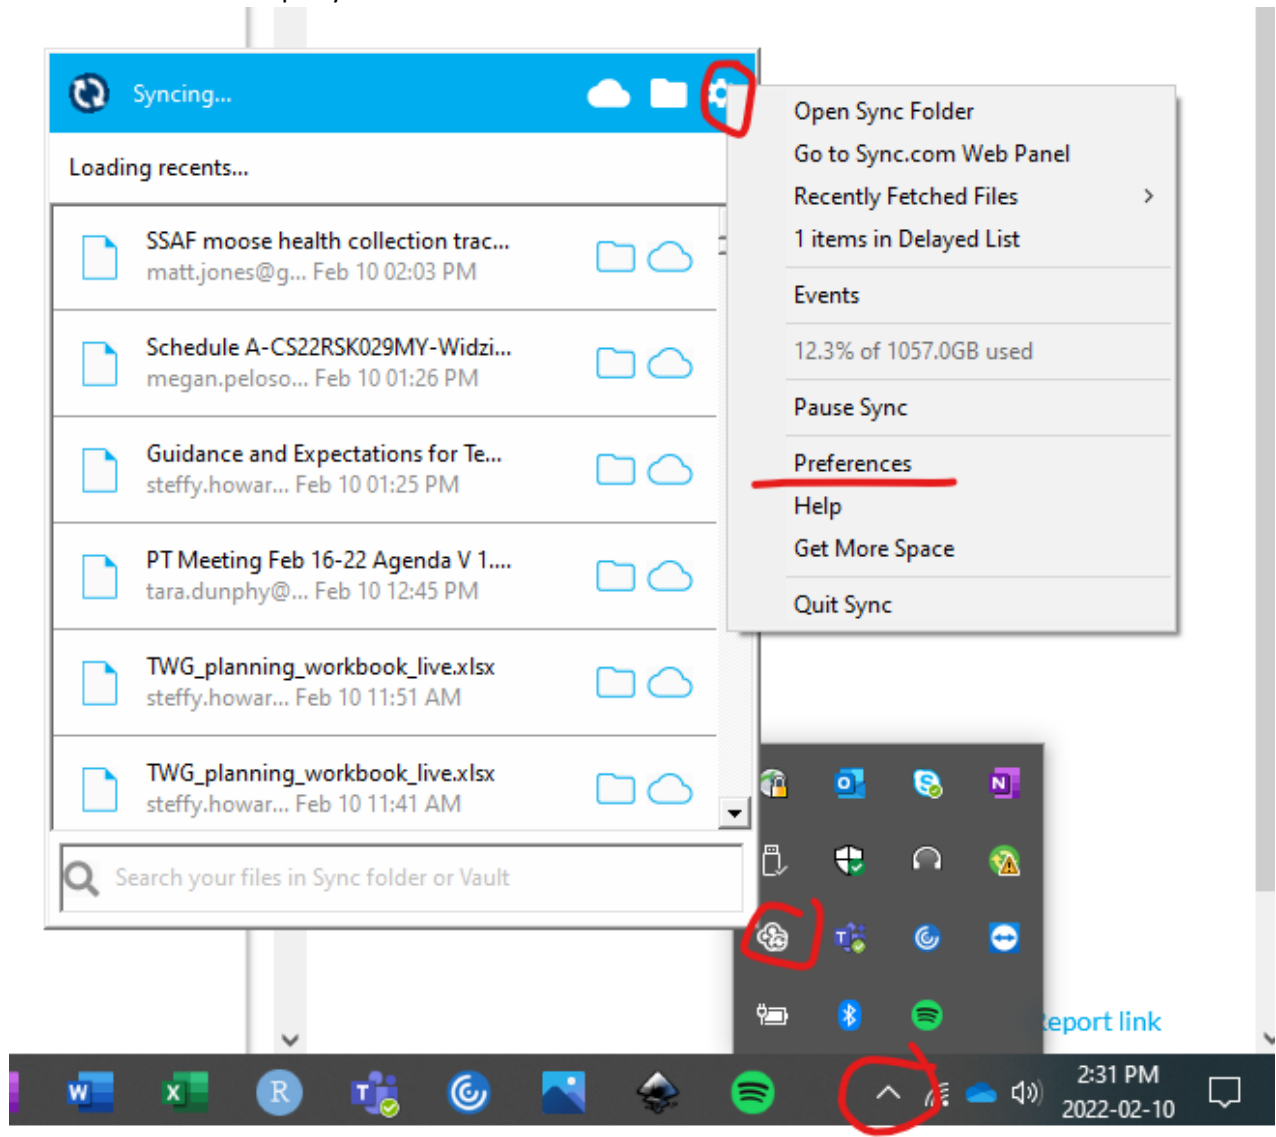 Syncing...
Loading recents...
SSAF moose health collection trac...
matt.jones@g... Feb 10 02:03 PM
Schedule A-CS22RSK029MY-Widzi...
megan.peloso... Feb 10 01:26 PM
Guidance and Expectations for Te...
steffy.howar... Feb 10 01:25 PM
PT Meeting Feb 16-22 Agenda V 1....
tara.dunphy@... Feb 10 12:45 PM
TWG_planning_workbook_live.xlsx
steffy.howar... Feb 10 11:51 AM
TWG_planning_workbook_live.xlsx
steffy.howar... Feb 10 11:41 AM
Search your files in Sync folder or Vault
Open Sync Folder
Go to Sync.com Web Panel
Recently Fetched Files
1 items in Delayed List
Events
12.3% of 1057.0GB used
Pause Sync
Preferences
Help
Get More Space
Quit Sync
eport link
2:31 PM
2022-02-10